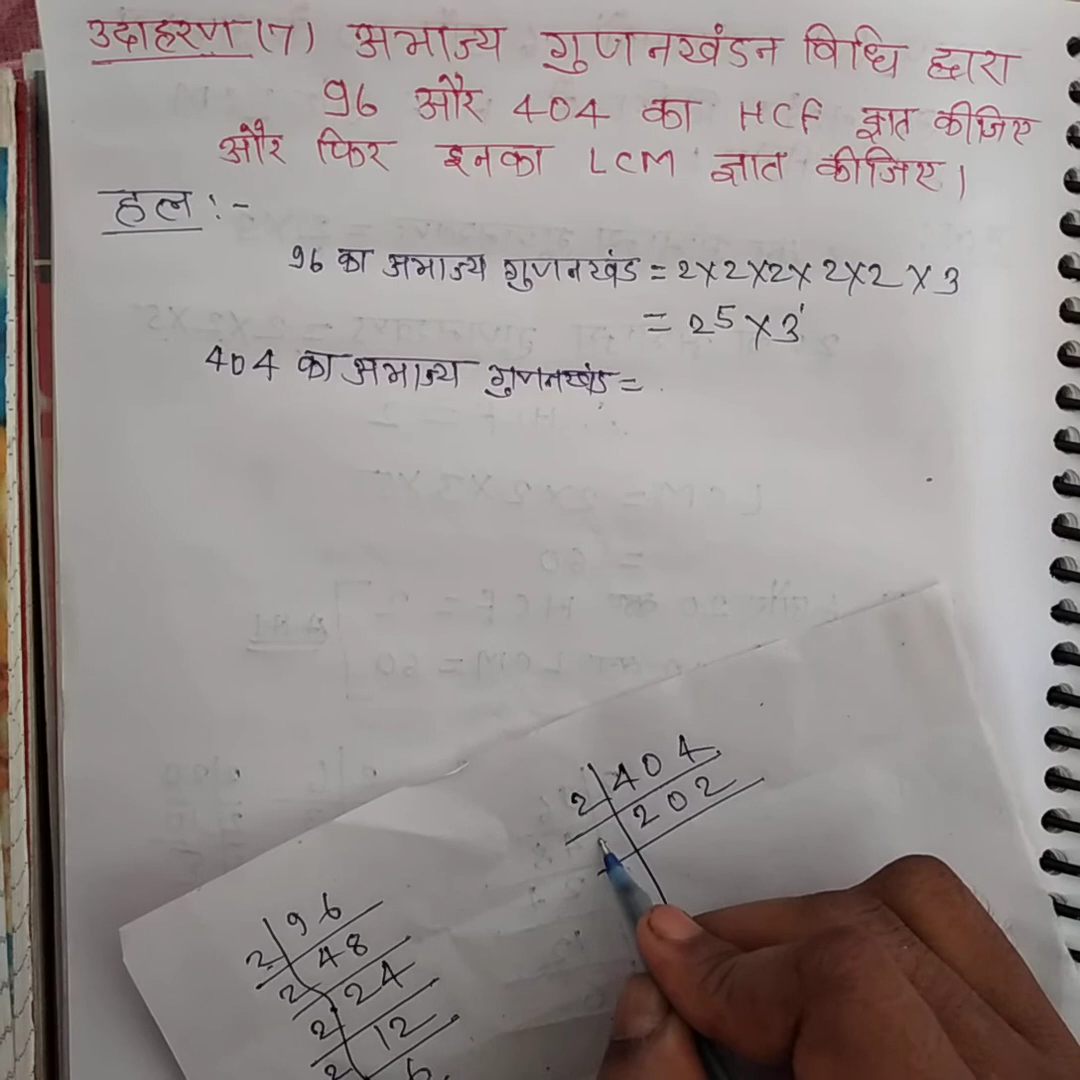 उदाहरण (7) अभाज्य गुणनखंडन विधि द्वारा
96 और 404 का HCF ज्ञात कीजिए
और फिर इनका LCM ज्ञात कीजिए।
हल :-
96 का अभाज्य गुणनखंड = 2×2×2×2×2×3
= 2⁵×3¹
404 का अभाज्य गुणनखंड =
2 | 404
202
2 | 96
2 | 48
2 | 24
2 | 12
6